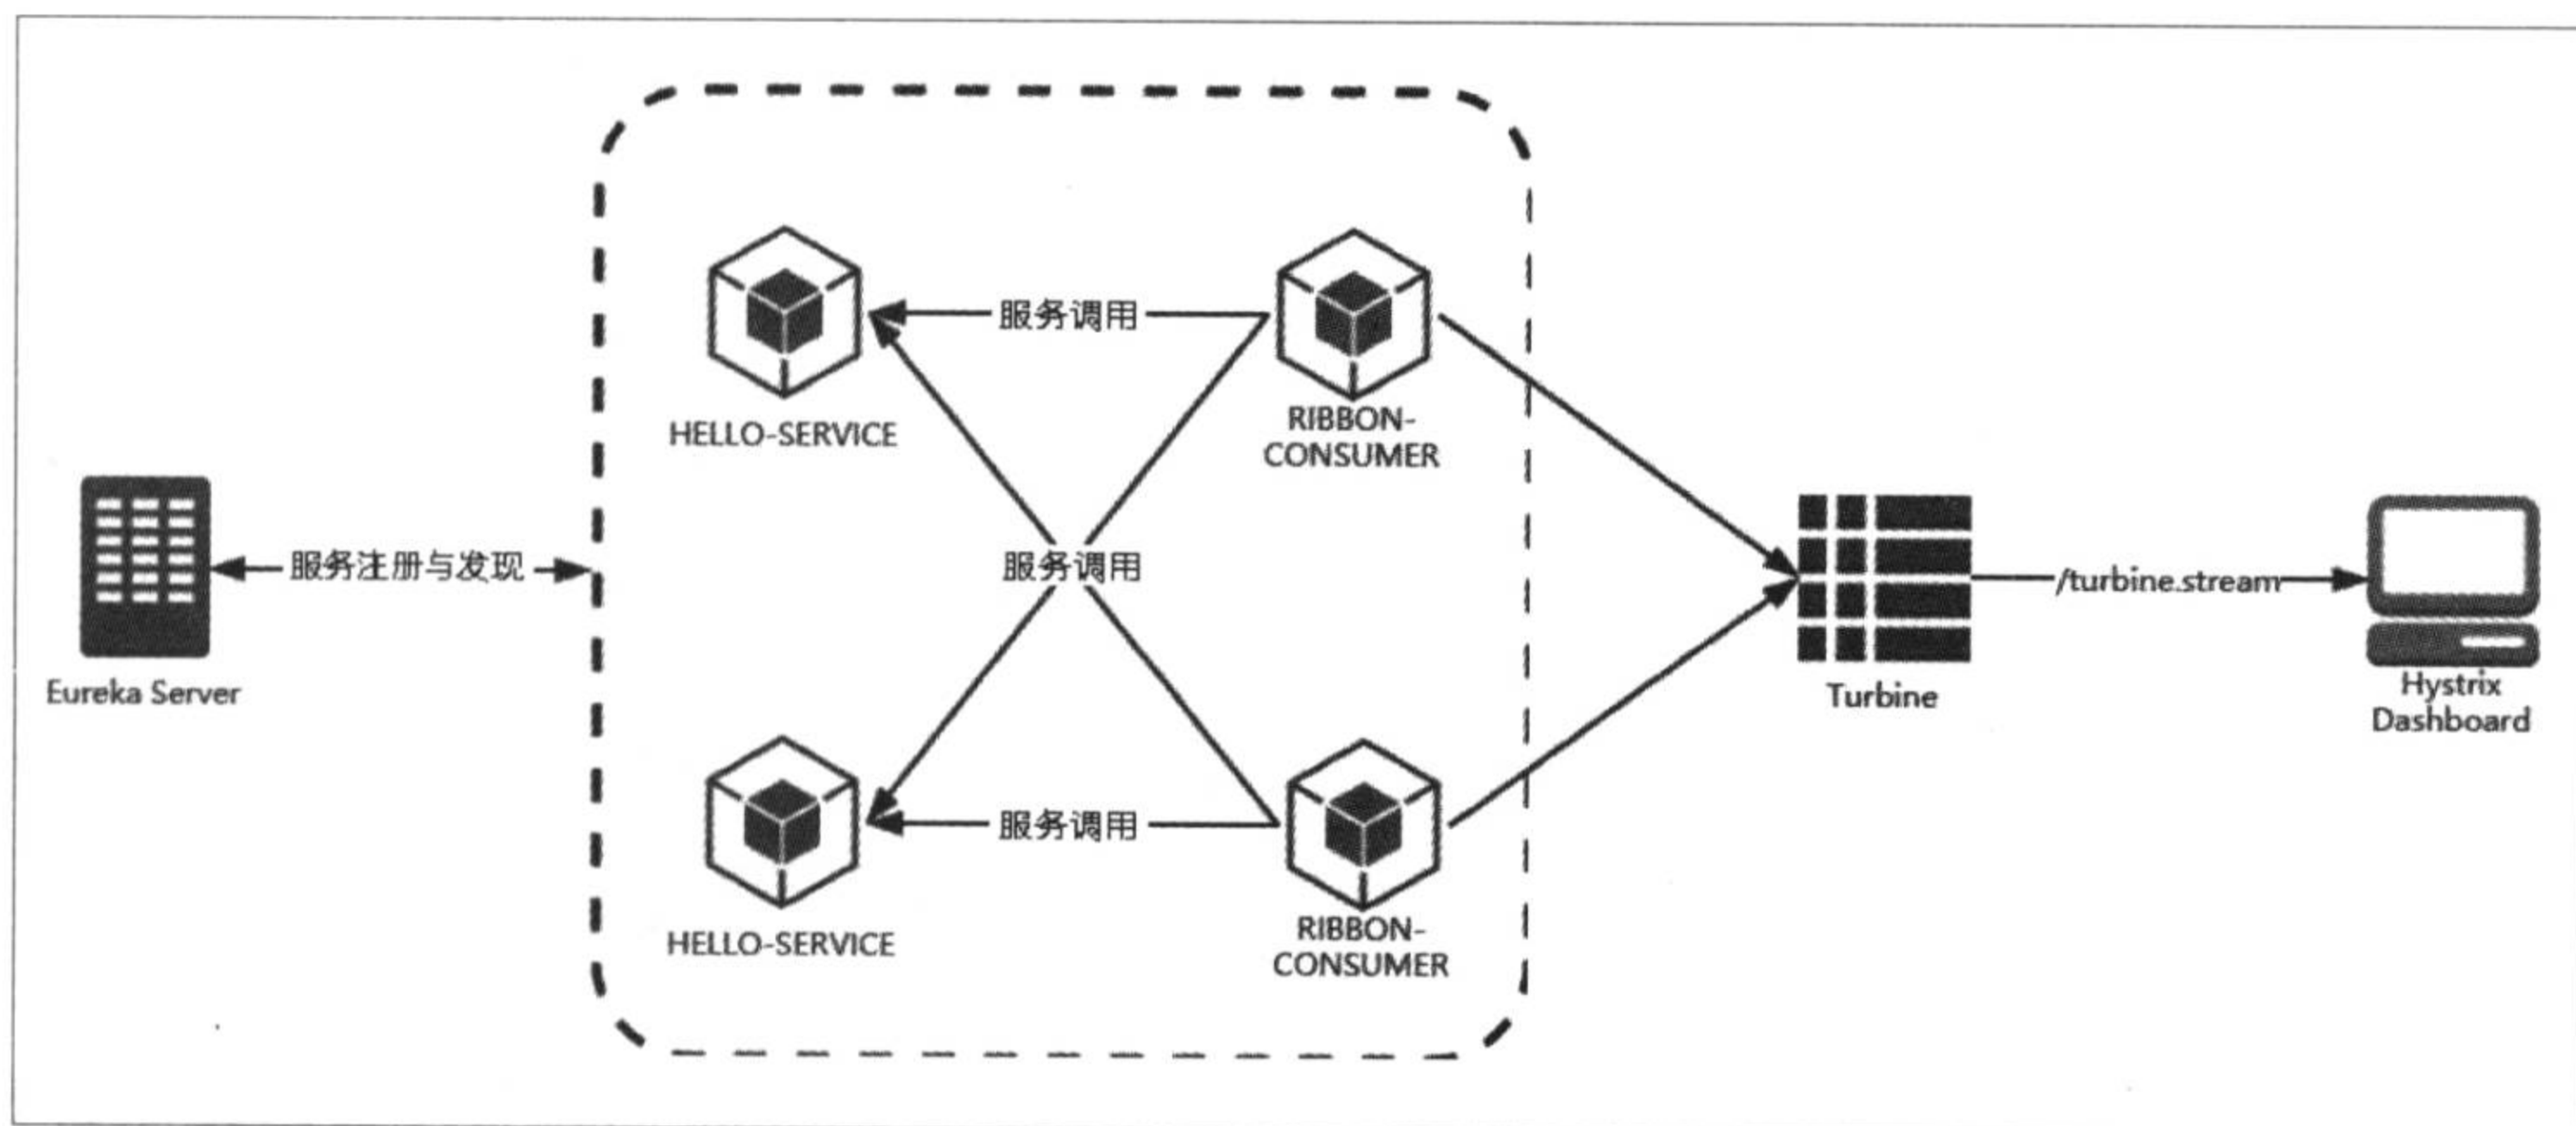 服务调用
HELLO-SERVICE
RIBBON-
CONSUMER
服务注册与发现
服务调用
/turbine.stream
Eureka Server
Turbine
Hystrix
Dashboard
服务调用
HELLO-SERVICE
RIBBON-
CONSUMER